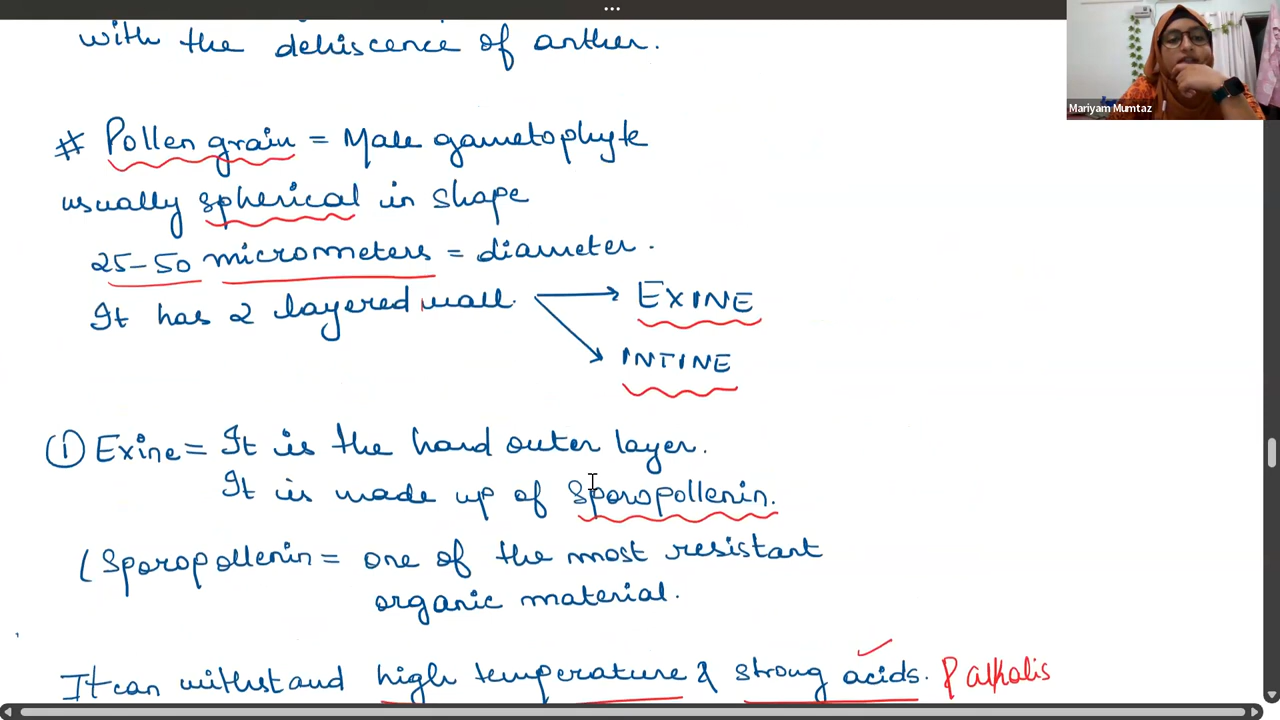 with the dehiscence of anther.
Mariyam Mumtaz
# Pollen grain = Male gametophyte
usually spherical in shape
25-50 micrometers = diameter.
It has 2 layered wall.
EXINE
INTINE
① Exine = It is the hard outer layer.
It is made up of Sporopollenin.
(Sporopollenin = one of the most resistant
organic material.
It can withstand high temperature & strong acids. & alkalis